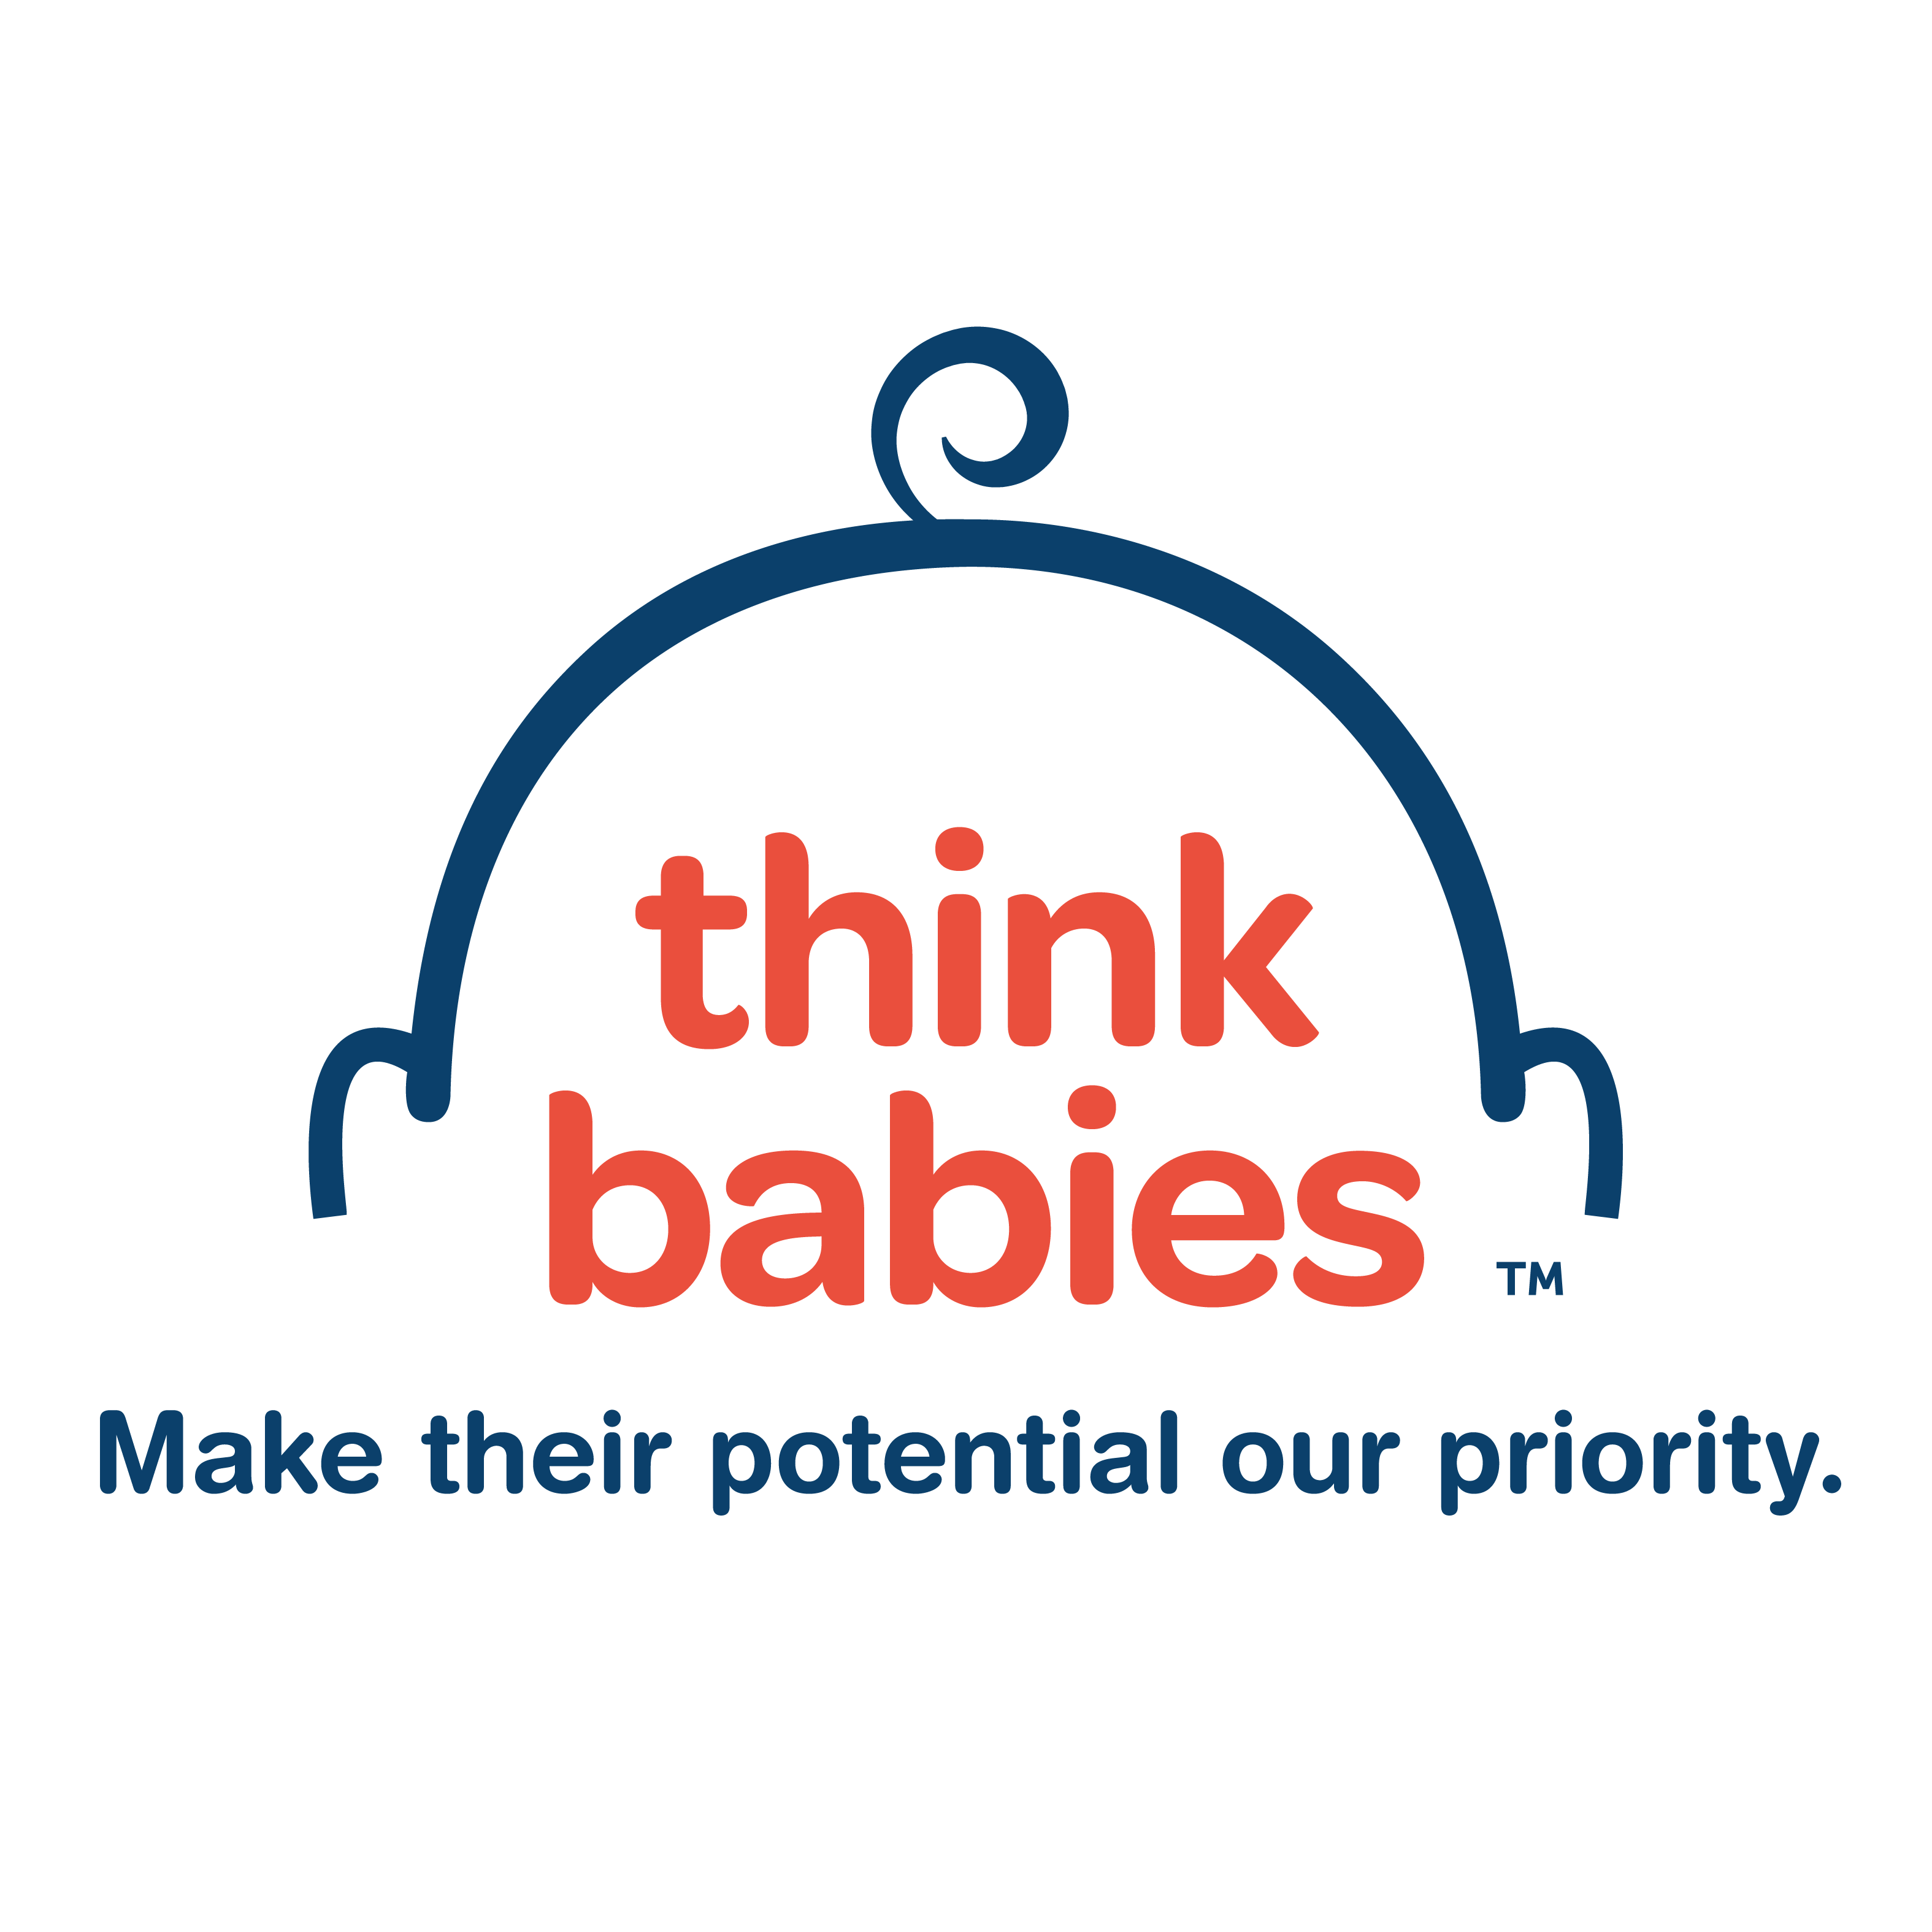 think
babies
TM
Make their potential our priority.